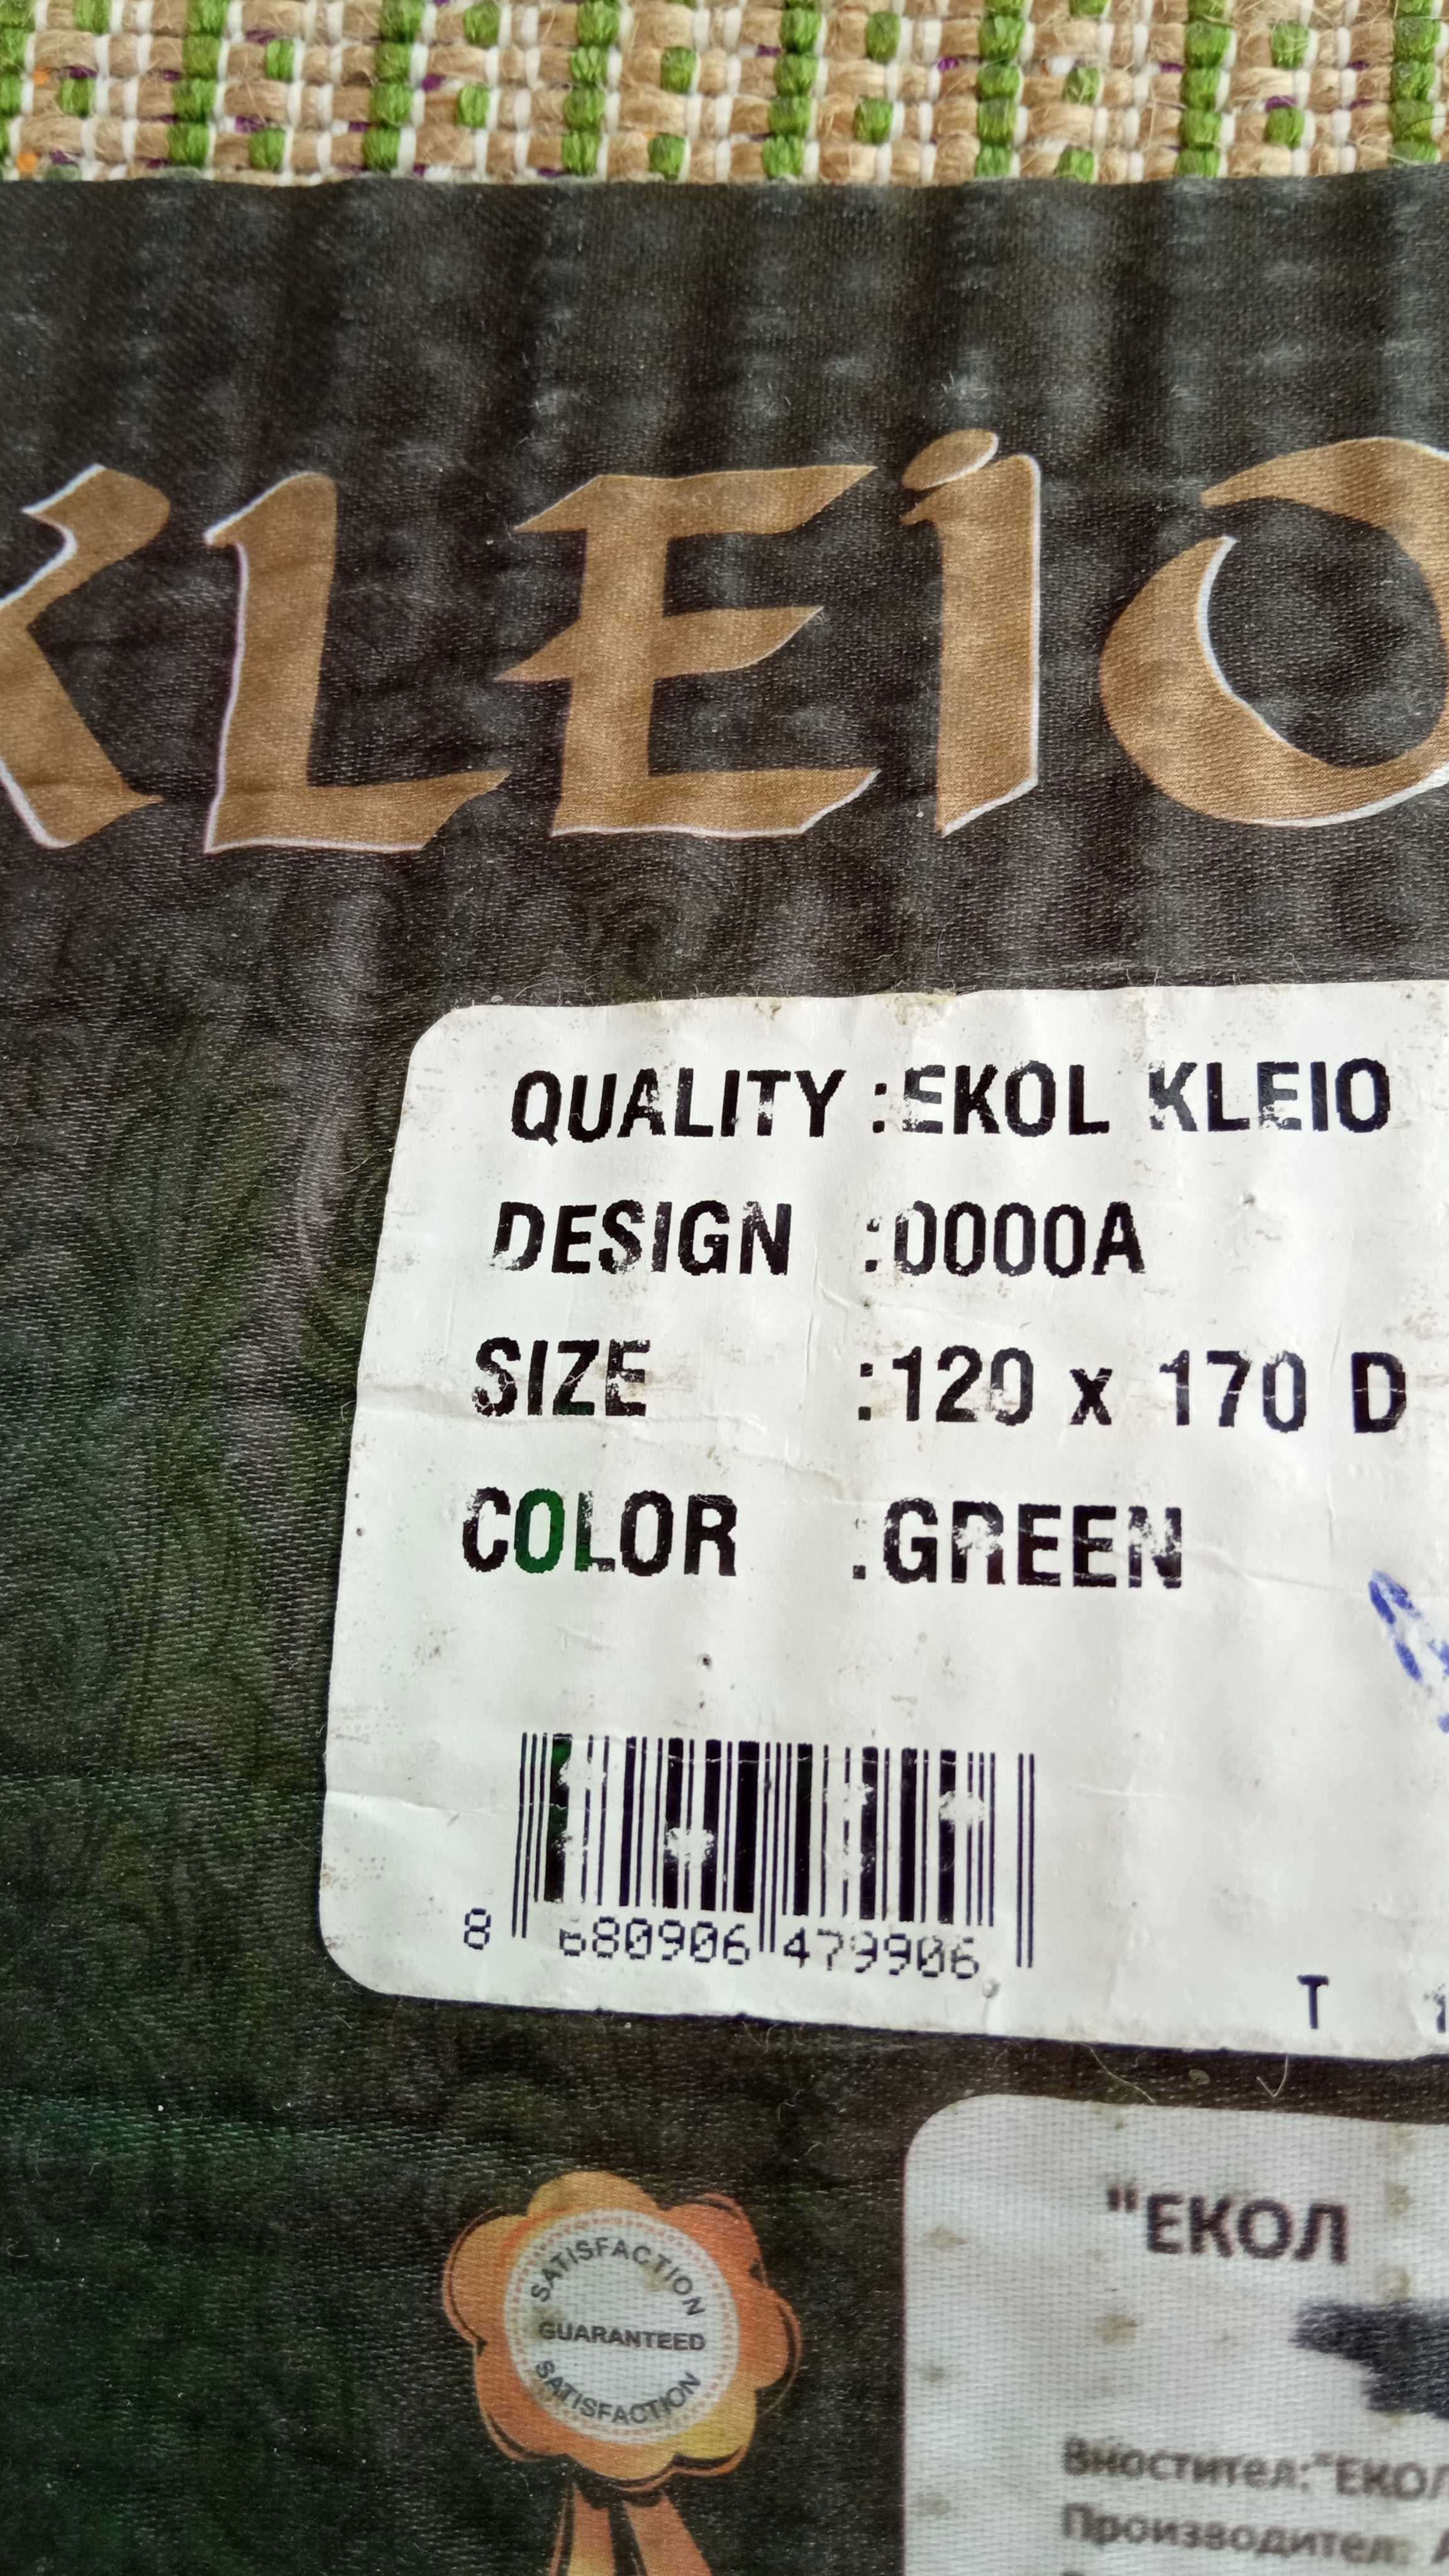 KLEIO
QUALITY :EKOL KLEIO
DESIGN :0000A
SIZE :120 x 170 D
COLOR :GREEN
8 680906 479906
T
SATISFACTION
GUARANTEED
SATISFACTION
"ЕКОЛ
Вносител:"ЕКОЛ
Производител: